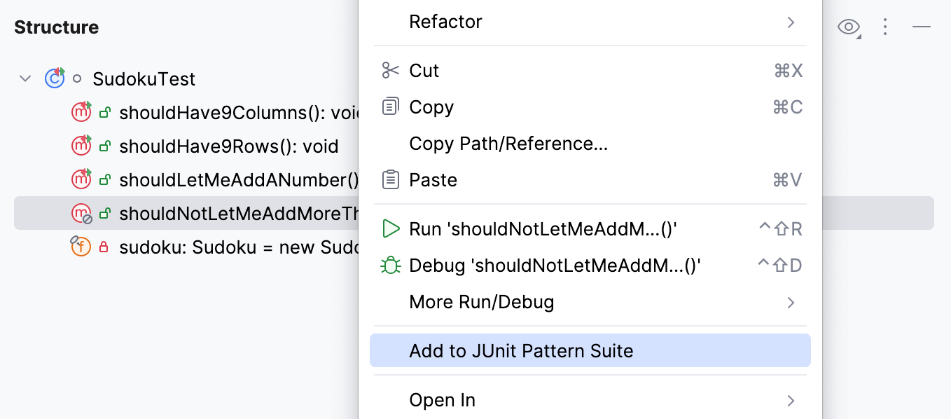 Structure
SudokuTest
shouldHave9Columns(): voi
shouldHave9Rows(): void
shouldLetMeAddANumber()
shouldNotLetMeAddMoreTh
sudoku: Sudoku = new Sudo
Refactor
Cut ⌘X
Copy ⌘C
Copy Path/Reference...
Paste ⌘V
Run 'shouldNotLetMeAddM...()' ⌃⇧R
Debug 'shouldNotLetMeAddM...()' ⌃⇧D
More Run/Debug
Add to JUnit Pattern Suite
Open In